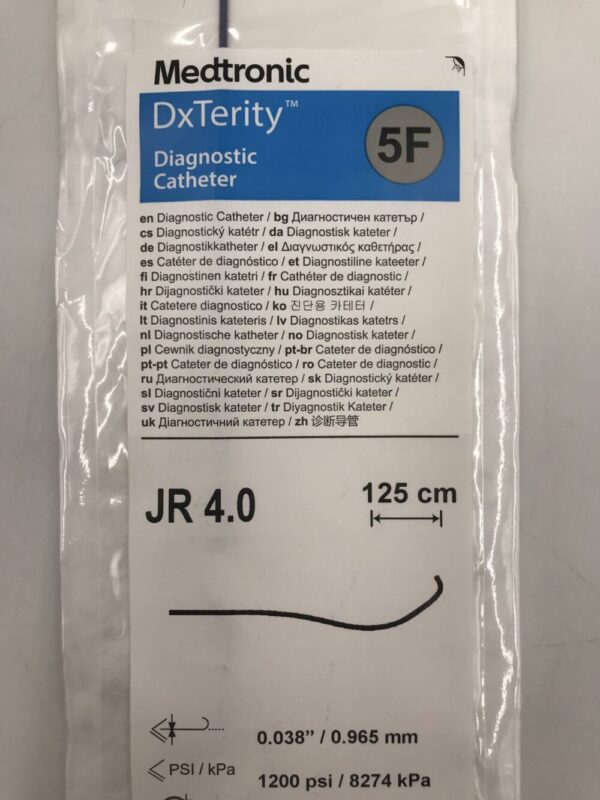 Medtronic
DxTerity™
5F
Diagnostic
Catheter
en Diagnostic Catheter / bg Диагностичен катетър /
cs Diagnostický katétr / da Diagnostisk kateter /
de Diagnostikkatheter / el Διαγνωστικός καθετήρας /
es Catéter de diagnóstico / et Diagnostiline kateeter /
fi Diagnostinen katetri / fr Cathéter de diagnostic /
hr Dijagnostički kateter / hu Diagnosztikai katéter /
it Catetere diagnostico / ko 진단용 카테터 /
lt Diagnostinis kateteris / lv Diagnostikas katetrs /
nl Diagnostische katheter / no Diagnostisk kateter /
pl Cewnik diagnostyczny / pt-br Cateter de diagnóstico /
pt-pt Cateter de diagnóstico / ro Cateter de diagnostic /
ru Диагностический катетер / sk Diagnostický katéter /
sl Diagnostični kateter / sr Dijagnostički kateter /
sv Diagnostisk kateter / tr Diyagnostik Kateter /
uk Діагностичний катетер / zh 诊断导管
JR 4.0
125 cm
0.038” / 0.965 mm
< PSI / kPa
1200 psi / 8274 kPa